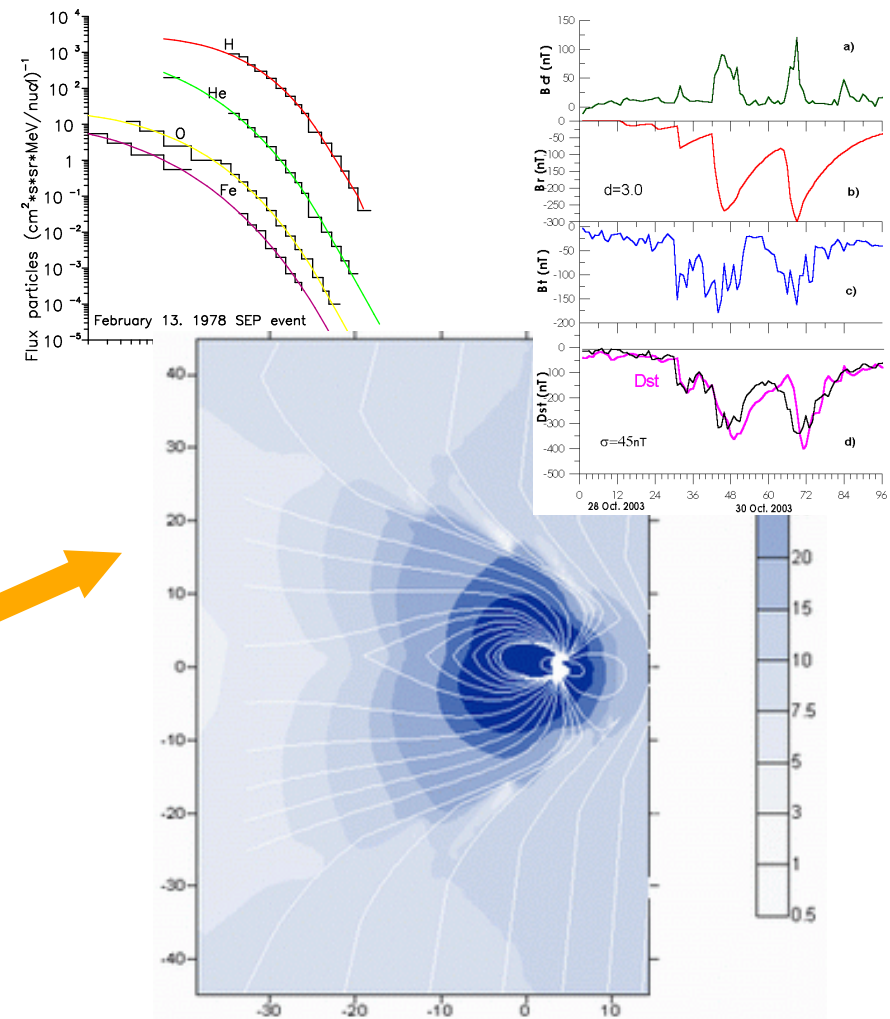 10 4
10 3
10 2
10
1
10 -1
10 -2
10 -3
10 -4
10 -5
Flux particles (cm²*s*sr*MeV/nucl)⁻¹
H
He
O
Fe
February 13. 1978 SEP event
150
100
50
0
Bcf (nT)
a)
0
-50
-100
-150
-200
-250
-300
Br (nT)
d=3.0
b)
-50
-100
-150
-200
Bt (nT)
c)
0
-100
-200
-300
-400
-500
Dst (nT)
Dst
σ=45nT
d)
0 12 24 36 48 60 72 84 96
28 Oct. 2003 30 Oct. 2003
40
30
20
10
0
-10
-20
-30
-40
-30 -20 -10 0 10
20
15
10
7.5
5
3
1
0.5